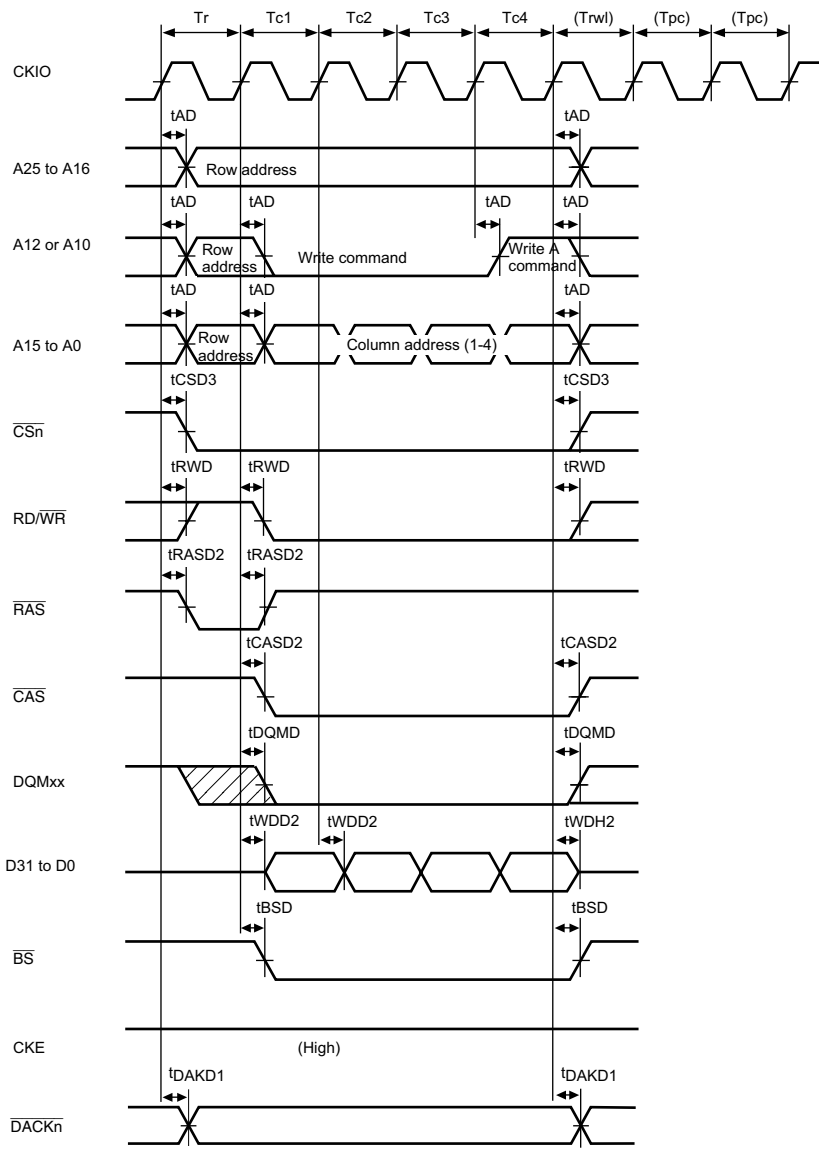 Tr Tc1 Tc2 Tc3 Tc4 (Trwl) (Tpc) (Tpc)
CKIO
tAD tAD
A25 to A16 Row address
tAD tAD tAD tAD
A12 or A10 Row address Write command Write A command
tAD tAD tAD
A15 to A0 Row address Column address (1-4)
tCSD3 tCSD3
CSn
tRWD tRWD tRWD
RD/WR
tRASD2 tRASD2
RAS
tCASD2 tCASD2
CAS
tDQMD tDQMD
DQMxx
tWDD2 tWDD2 tWDH2
D31 to D0
tBSD tBSD
BS
CKE (High)
tDAKD1 tDAKD1
DACKn